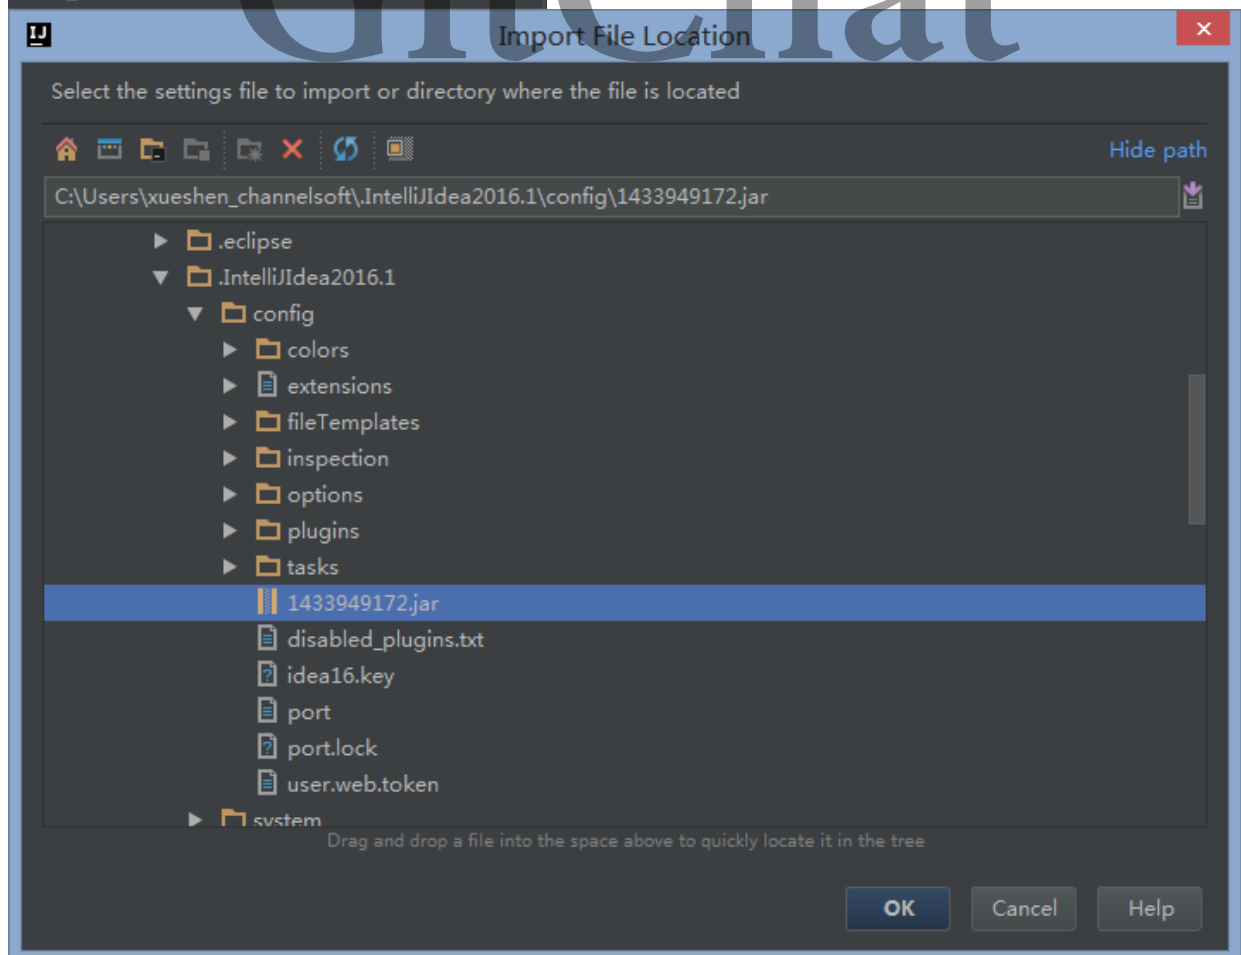 GitChat
IJ
Import File Location
Select the settings file to import or directory where the file is located
Hide path
C:\Users\xueshen_channelsoft\.IntelliJIdea2016.1\config\1433949172.jar
.eclipse
.IntelliJIdea2016.1
config
colors
extensions
fileTemplates
inspection
options
plugins
tasks
1433949172.jar
disabled_plugins.txt
idea16.key
port
port.lock
user.web.token
system
Drag and drop a file into the space above to quickly locate it in the tree
OK Cancel Help